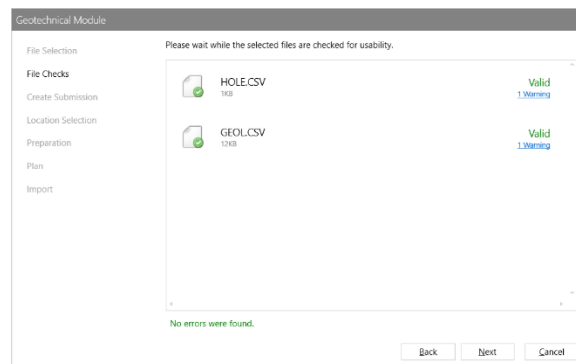 Geotechnical Module
File Selection
File Checks
Create Submission
Location Selection
Preparation
Plan
Import
Please wait while the selected files are checked for usability.
HOLE.CSV
1KB
Valid
1 Warning
GEOL.CSV
12KB
Valid
1 Warning
No errors were found.
Back
Next
Cancel